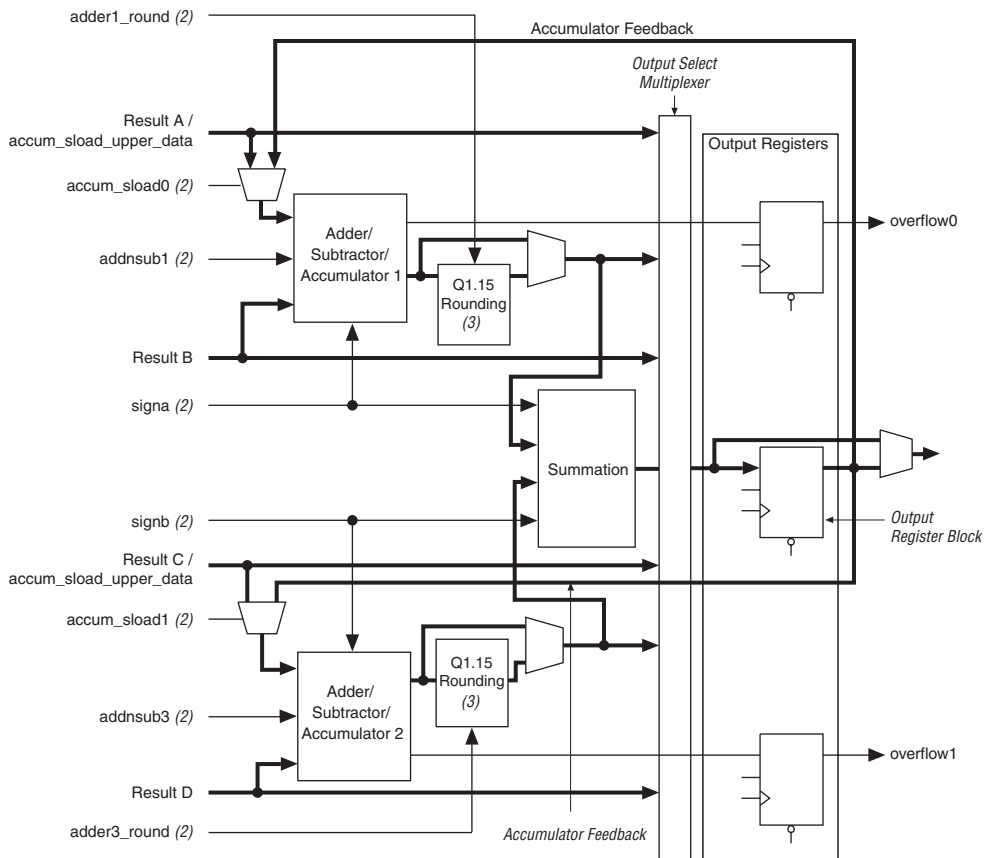 adder1_round (2)
Accumulator Feedback
Output Select
Multiplexer
Result A /
accum_sload_upper_data
Output Registers
accum_sload0 (2)
overflow0
Adder/
Subtractor/
Accumulator 1
addnsub1 (2)
Q1.15
Rounding
(3)
Result B
signa (2)
Summation
signb (2)
Output
Register Block
Result C /
accum_sload_upper_data
accum_sload1 (2)
Q1.15
Rounding
(3)
Adder/
Subtractor/
Accumulator 2
addnsub3 (2)
overflow1
Result D
adder3_round (2)
Accumulator Feedback